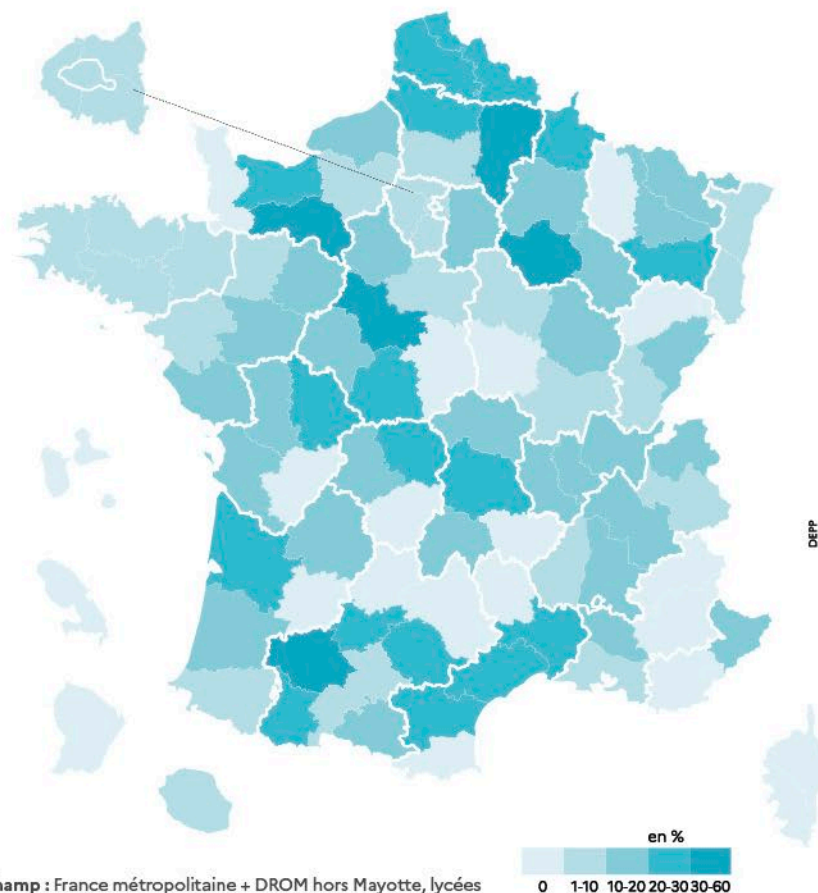 DEPP
en %
0 1-10 10-20 20-30 30-60
hamp : France métropolitaine + DROM hors Mayotte, lycées